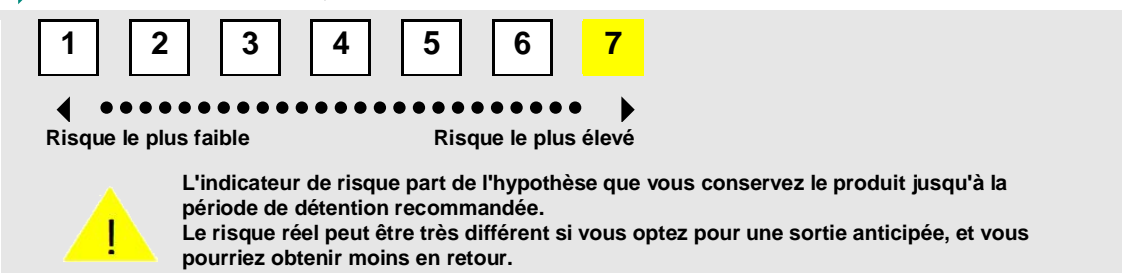 1 2 3 4 5 6 7
Risque le plus faible Risque le plus élevé
L'indicateur de risque part de l'hypothèse que vous conservez le produit jusqu'à la
période de détention recommandée.
! Le risque réel peut être très différent si vous optez pour une sortie anticipée, et vous
pourriez obtenir moins en retour.